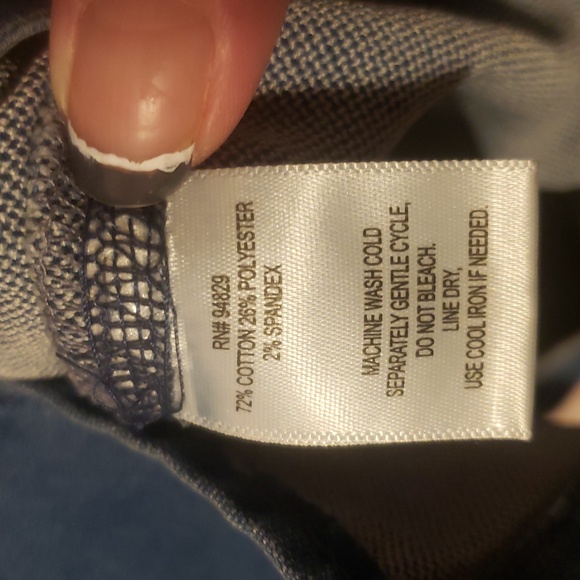 RN# 94829
72% COTTON 26% POLYESTER
2% SPANDEX
MACHINE WASH COLD
SEPARATELY GENTLE CYCLE,
DO NOT BLEACH.
LINE DRY,
USE COOL IRON IF NEEDED.